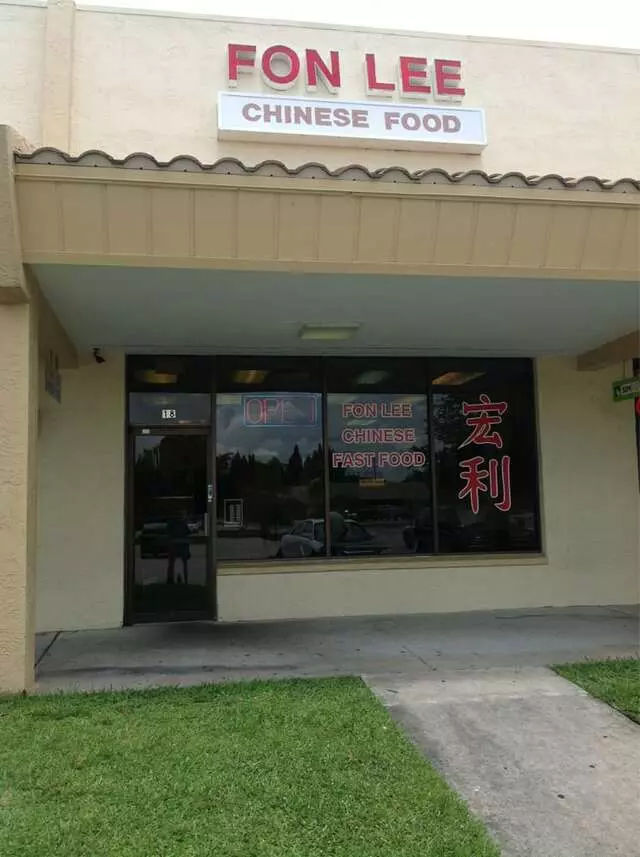 FON LEE
CHINESE FOOD
18
OPEN
FON LEE
CHINESE
FAST FOOD
宏
利